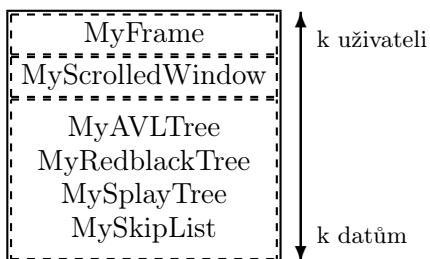 MyFrame
k uživateli
MyScrolledWindow
MyAVLTree
MyRedblackTree
MySplayTree
MySkipList
k datům